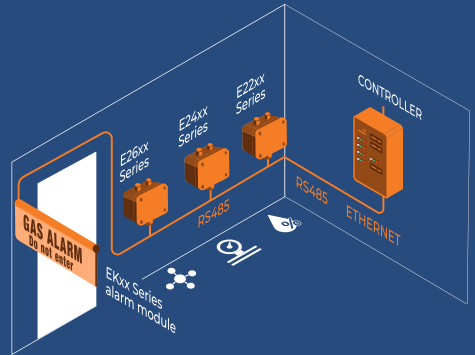 E22xx
Series
E24xx
Series
E26xx
Series
CONTROLLER
RS485
RS485
ETHERNET
GAS ALARM
Do not enter
EKxx Series
alarm module
%